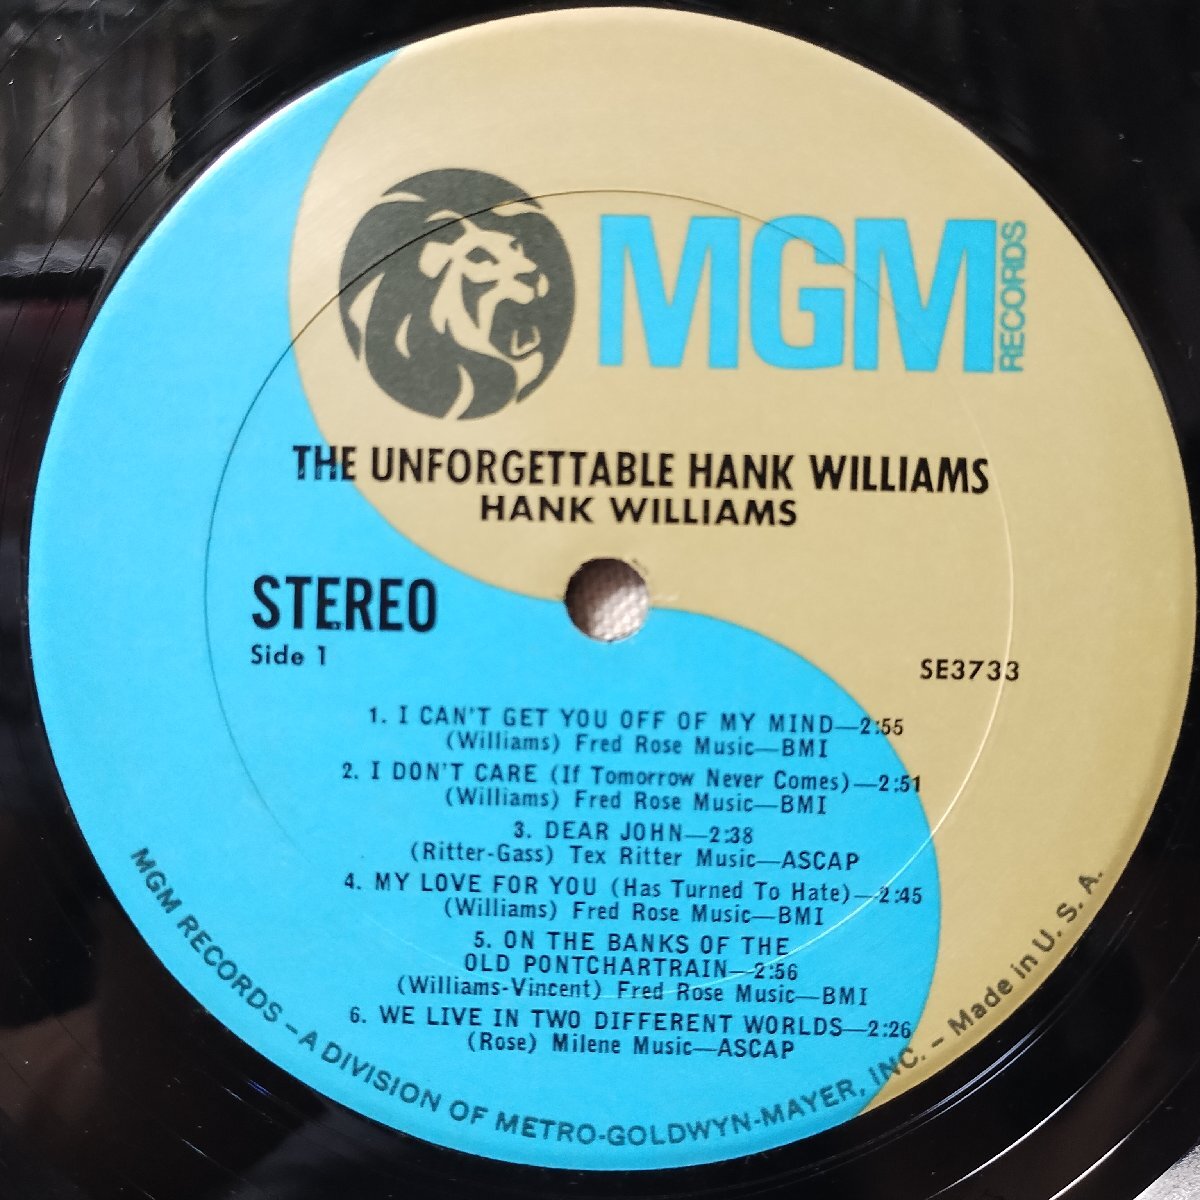 MGM
RECORDS
THE UNFORGETTABLE HANK WILLIAMS
HANK WILLIAMS
STEREO
Side 1
SE3733
1. I CAN'T GET YOU OFF OF MY MIND—2:55
(Williams) Fred Rose Music—BMI
2. I DON'T CARE (If Tomorrow Never Comes)—2:51
(Williams) Fred Rose Music—BMI
3. DEAR JOHN—2:38
(Ritter-Gass) Tex Ritter Music—ASCAP
4. MY LOVE FOR YOU (Has Turned To Hate)—2:45
(Williams) Fred Rose Music—BMI
5. ON THE BANKS OF THE
OLD PONTCHARTRAIN—2:56
(Williams-Vincent) Fred Rose Music—BMI
6. WE LIVE IN TWO DIFFERENT WORLDS—2:26
(Rose) Milene Music—ASCAP
MGM RECORDS – A DIVISION OF METRO-GOLDWYN-MAYER, INC. – Made in U. S. A.